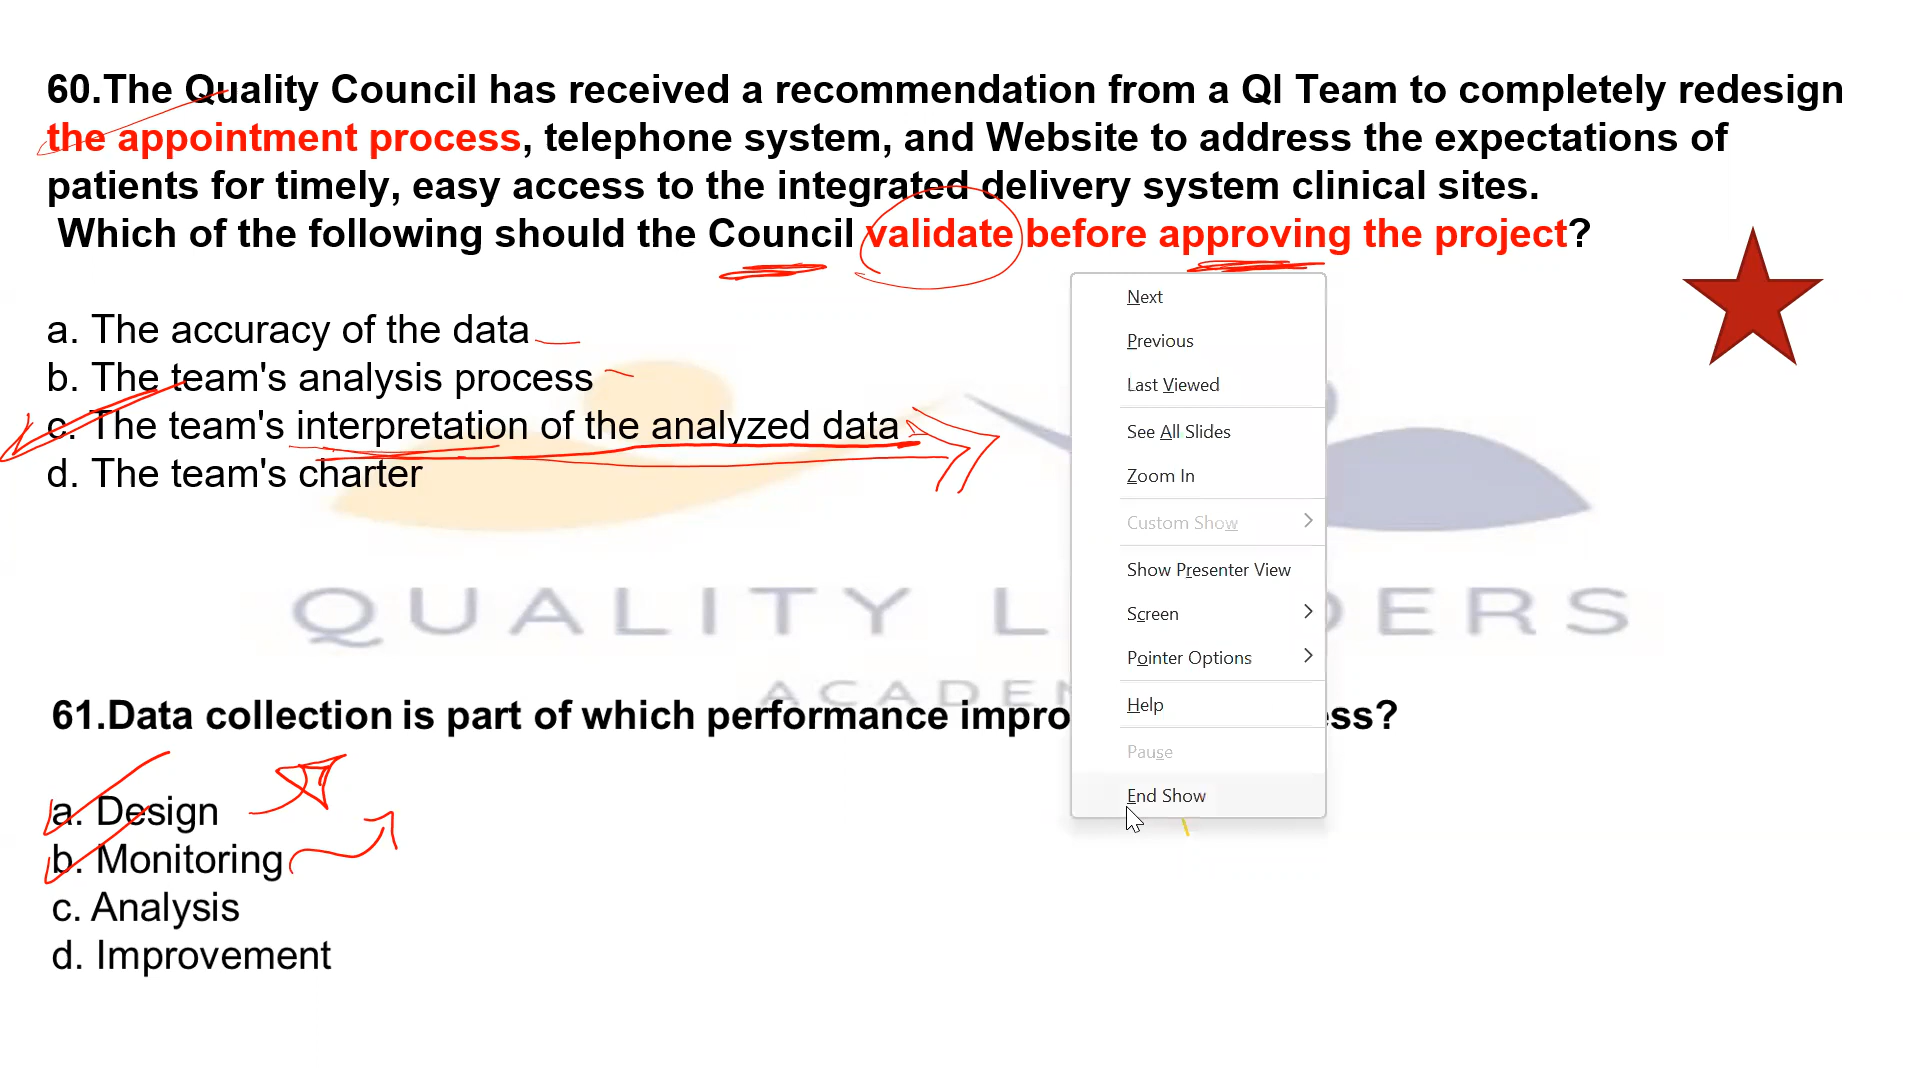 60.The Quality Council has received a recommendation from a QI Team to completely redesign
the appointment process, telephone system, and Website to address the expectations of
patients for timely, easy access to the integrated delivery system clinical sites.
Which of the following should the Council validate before approving the project?
a. The accuracy of the data
b. The team's analysis process
c. The team's interpretation of the analyzed data
d. The team's charter
Next
Previous
Last Viewed
See All Slides
Zoom In
Custom Show
Show Presenter View
Screen
Pointer Options
Help
Pause
End Show
QUALITY L DERS
ACADEM
61.Data collection is part of which performance impro ess?
a. Design
b. Monitoring
c. Analysis
d. Improvement